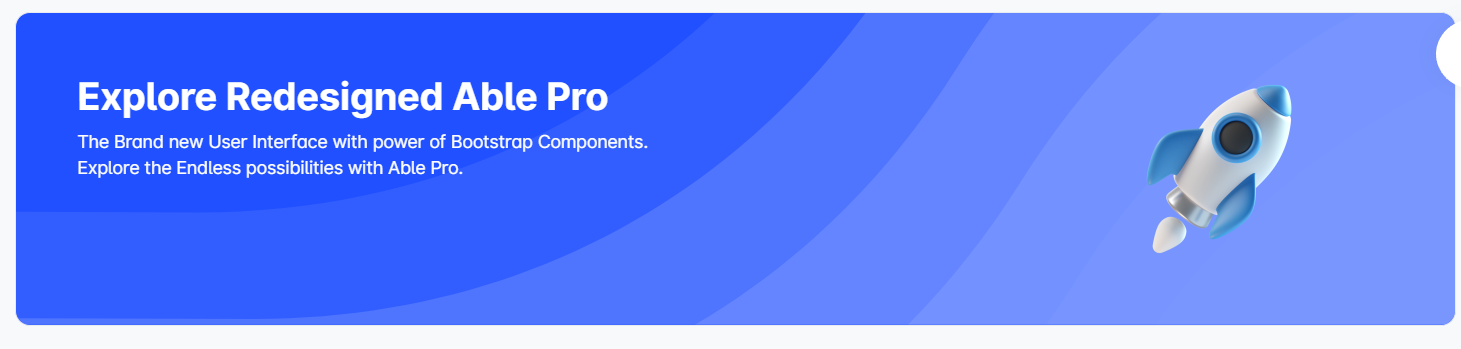 Explore Redesigned Able Pro
The Brand new User Interface with power of Bootstrap Components.
Explore the Endless possibilities with Able Pro.